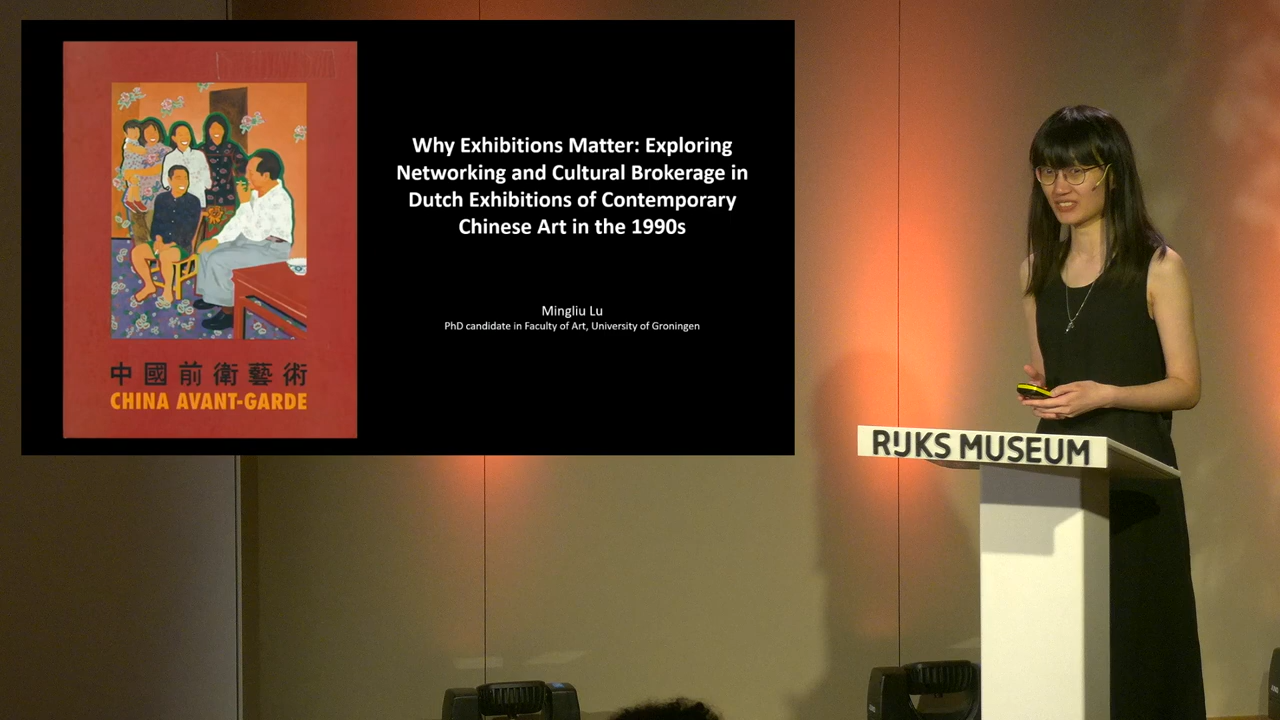 中國前衛藝術
CHINA AVANT-GARDE
Why Exhibitions Matter: Exploring
Networking and Cultural Brokerage in
Dutch Exhibitions of Contemporary
Chinese Art in the 1990s
Mingliu Lu
PhD candidate in Faculty of Art, University of Groningen
RIJKS MUSEUM